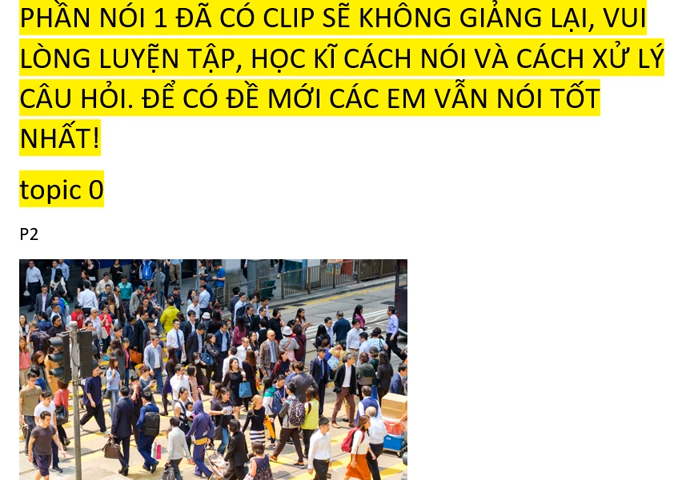 PHẦN NÓI 1 ĐÃ CÓ CLIP SẼ KHÔNG GIẢNG LẠI, VUI
LÒNG LUYỆN TẬP, HỌC KĨ CÁCH NÓI VÀ CÁCH XỬ LÝ
CÂU HỎI. ĐỂ CÓ ĐỀ MỚI CÁC EM VẪN NÓI TỐT
NHẤT!
topic 0
P2